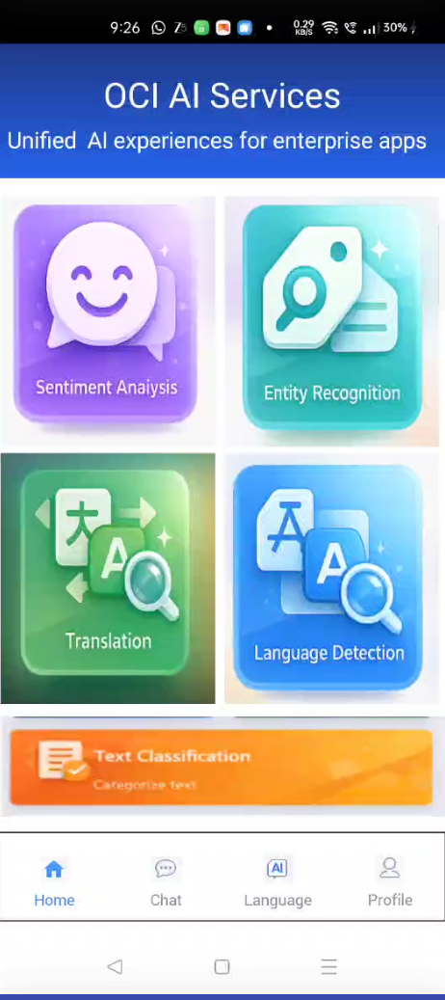 9:26
0.29
KB/S
30%
OCI AI Services
Unified AI experiences for enterprise apps
Sentiment Anaiysis
Entity Recognition
大
A
A
A
Translation
Language Detection
Text Classification
Categorize text
Home
Chat
AI
Language
Profile